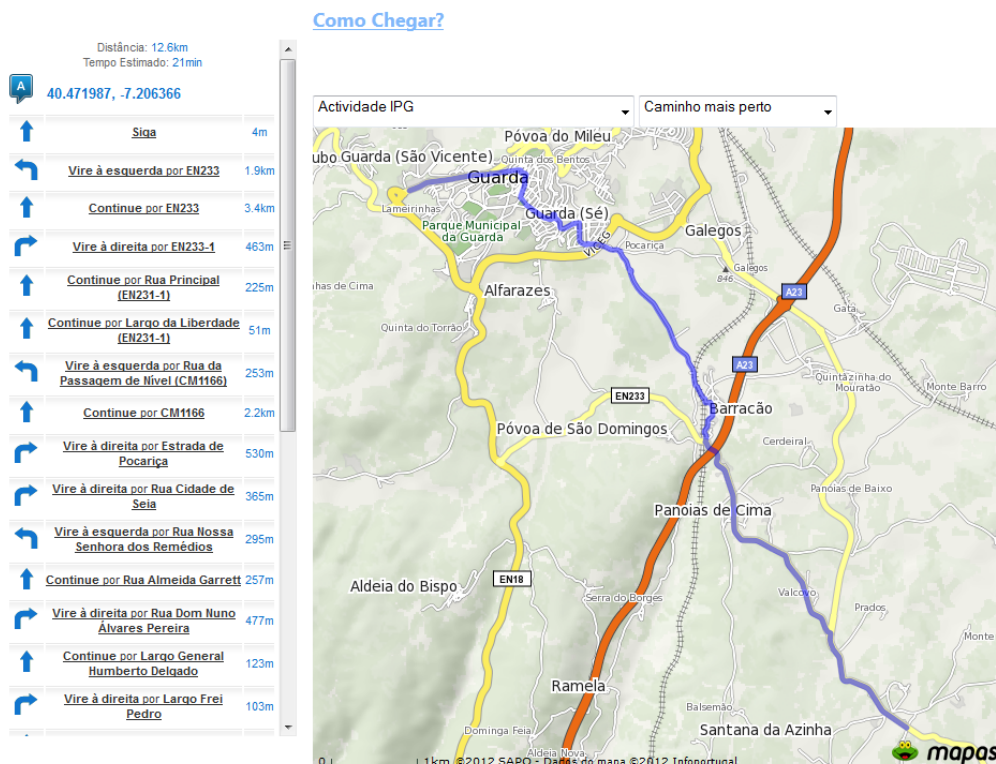 Como Chegar?
Distância: 12.6km
Tempo Estimado: 21min
A
40.471987, -7.206366
Siga 4m
Vire à esquerda por EN233 1.9km
Continue por EN233 3.4km
Vire à direita por EN233-1 463m
Continue por Rua Principal
(EN231-1) 225m
Continue por Largo da Liberdade
(EN231-1) 51m
Vire à esquerda por Rua da
Passagem de Nível (CM1166) 253m
Continue por CM1166 2.2km
Vire à direita por Estrada de
Pocariça 530m
Vire à direita por Rua Cidade de
Seia 365m
Vire à esquerda por Rua Nossa
Senhora dos Remédios 295m
Continue por Rua Almeida Garrett 257m
Vire à direita por Rua Dom Nuno
Álvares Pereira 477m
Continue por Largo General
Humberto Delgado 123m
Vire à direita por Largo Frei
Pedro 103m
Actividade IPG
Caminho mais perto
Póvoa do Mileu
ubo Guarda (São Vicente)
Quinta dos Bentos
Guarda
Lameirinhas
Guarda (Sé)
Parque Municipal
da Guarda
VICEG
Pocariça
Galegos
Galegos
846
nhas de Cima
Alfarazes
A23
Gata
Quinta do Torrão
A23
Quintãzinha do
Mouratão
Monte Barro
EN233
Barracão
Póvoa de São Domingos
Cerdeiral
Panoias de Baixo
Panoias de Cima
EN18
Aldeia do Bispo
Serra do Borges
Valcovo
Prados
Monte
Ramela
Balsemão
Santana da Azinha
Dominga Feia
Aldeia Nova
0 1km ©2012 SAPO - Dados do mapa ©2012 Infoportugal
mapas